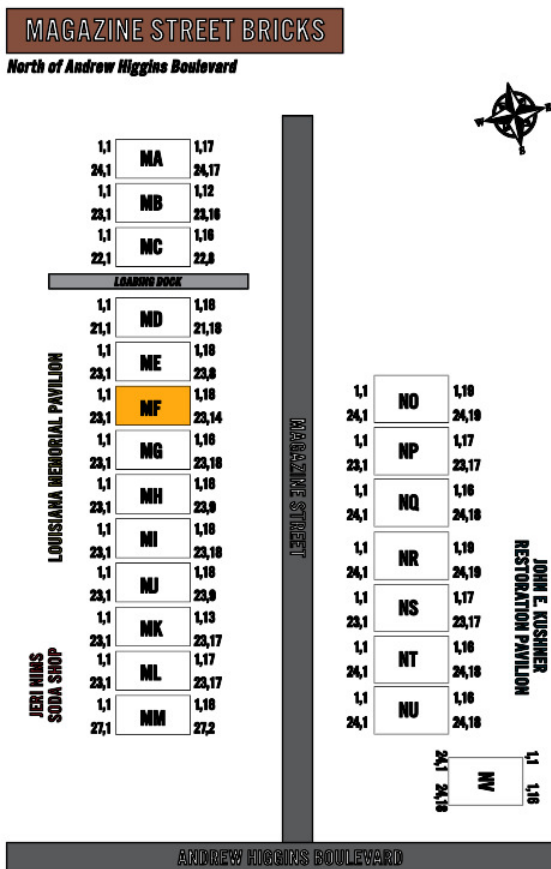 MAGAZINE STREET BRICKS
North of Andrew Higgins Boulevard
N
E
S
W
1,1 MA 1,17
24,1 24,17
1,1 MB 1,12
23,1 23,16
1,1 MC 1,16
22,1 22,8
LOADING DOCK
1,1 MD 1,18
21,1 21,18
1,1 ME 1,18
23,1 23,8
1,1 MF 1,18
23,1 23,14
1,1 MG 1,16
23,1 23,18
1,1 MH 1,18
23,1 23,9
1,1 MI 1,18
23,1 23,18
1,1 MJ 1,18
23,1 23,9
1,1 MK 1,13
23,1 23,17
1,1 ML 1,17
23,1 23,17
1,1 MM 1,18
27,1 27,2
LOUISIANA MEMORIAL PAVILION
JERI NIMS
SODA SHOP
MAGAZINE STREET
1,1 NO 1,19
24,1 24,19
1,1 NP 1,17
23,1 23,17
1,1 NQ 1,16
24,1 24,18
1,1 NR 1,19
24,1 24,19
1,1 NS 1,17
23,1 23,17
1,1 NT 1,16
24,1 24,18
1,1 NU 1,16
24,1 24,18
JOHN E. KUSHNER
RESTORATION PAVILION
1,1 NV 1,18
24,1 24,18
ANDREW HIGGINS BOULEVARD